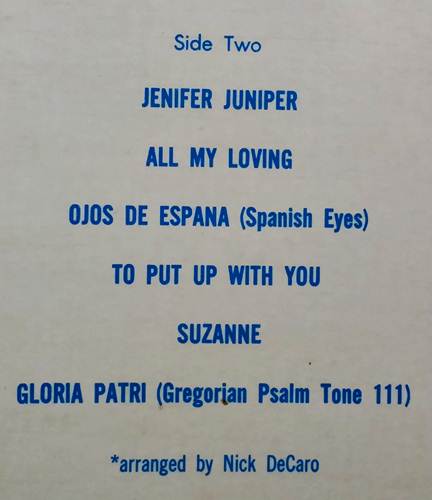 Side Two
JENIFER JUNIPER
ALL MY LOVING
OJOS DE ESPANA (Spanish Eyes)
TO PUT UP WITH YOU
SUZANNE
GLORIA PATRI (Gregorian Psalm Tone 111)
*arranged by Nick DeCaro